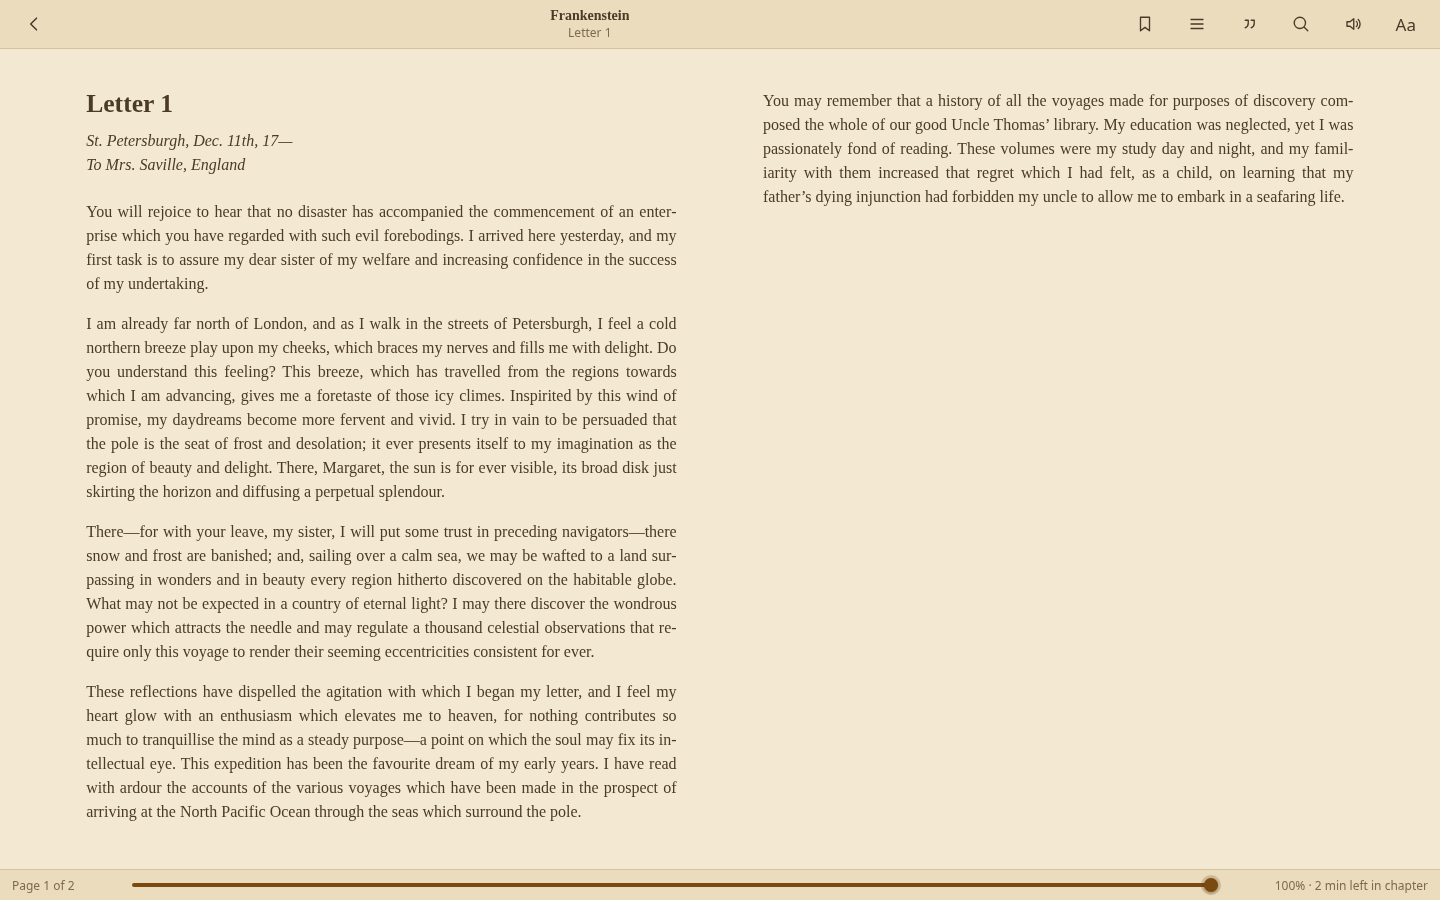 Frankenstein
Letter 1
Aa
Letter 1
St. Petersburgh, Dec. 11th, 17—
To Mrs. Saville, England
You will rejoice to hear that no disaster has accompanied the commencement of an enter-
prise which you have regarded with such evil forebodings. I arrived here yesterday, and my
first task is to assure my dear sister of my welfare and increasing confidence in the success
of my undertaking.
I am already far north of London, and as I walk in the streets of Petersburgh, I feel a cold
northern breeze play upon my cheeks, which braces my nerves and fills me with delight. Do
you understand this feeling? This breeze, which has travelled from the regions towards
which I am advancing, gives me a foretaste of those icy climes. Inspirited by this wind of
promise, my daydreams become more fervent and vivid. I try in vain to be persuaded that
the pole is the seat of frost and desolation; it ever presents itself to my imagination as the
region of beauty and delight. There, Margaret, the sun is for ever visible, its broad disk just
skirting the horizon and diffusing a perpetual splendour.
There—for with your leave, my sister, I will put some trust in preceding navigators—there
snow and frost are banished; and, sailing over a calm sea, we may be wafted to a land sur-
passing in wonders and in beauty every region hitherto discovered on the habitable globe.
What may not be expected in a country of eternal light? I may there discover the wondrous
power which attracts the needle and may regulate a thousand celestial observations that re-
quire only this voyage to render their seeming eccentricities consistent for ever.
These reflections have dispelled the agitation with which I began my letter, and I feel my
heart glow with an enthusiasm which elevates me to heaven, for nothing contributes so
much to tranquillise the mind as a steady purpose—a point on which the soul may fix its in-
tellectual eye. This expedition has been the favourite dream of my early years. I have read
with ardour the accounts of the various voyages which have been made in the prospect of
arriving at the North Pacific Ocean through the seas which surround the pole.
You may remember that a history of all the voyages made for purposes of discovery com-
posed the whole of our good Uncle Thomas’ library. My education was neglected, yet I was
passionately fond of reading. These volumes were my study day and night, and my famil-
iarity with them increased that regret which I had felt, as a child, on learning that my
father’s dying injunction had forbidden my uncle to allow me to embark in a seafaring life.
Page 1 of 2
100% · 2 min left in chapter